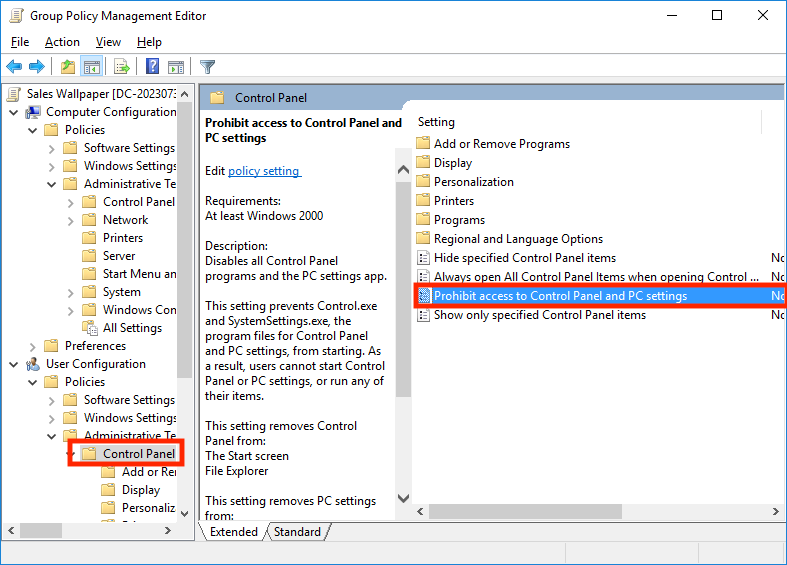 Group Policy Management Editor
File Action View Help
Sales Wallpaper [DC-2023073
Computer Configuration
Policies
Software Settings
Windows Settings
Administrative Te
Control Panel
Network
Printers
Server
Start Menu an
System
Windows Con
All Settings
Preferences
User Configuration
Policies
Software Settings
Windows Settings
Administrative Te
Control Panel
Add or Rer
Display
Personaliz
Control Panel
Prohibit access to Control Panel and
PC settings
Edit policy setting
Requirements:
At least Windows 2000
Description:
Disables all Control Panel
programs and the PC settings app.
This setting prevents Control.exe
and SystemSettings.exe, the
program files for Control Panel
and PC settings, from starting. As
a result, users cannot start Control
Panel or PC settings, or run any of
their items.
This setting removes Control
Panel from:
The Start screen
File Explorer
This setting removes PC settings
from:
Setting
Add or Remove Programs
Display
Personalization
Printers
Programs
Regional and Language Options
Hide specified Control Panel items No
Always open All Control Panel Items when opening Control ... No
Prohibit access to Control Panel and PC settings No
Show only specified Control Panel items No
Extended Standard